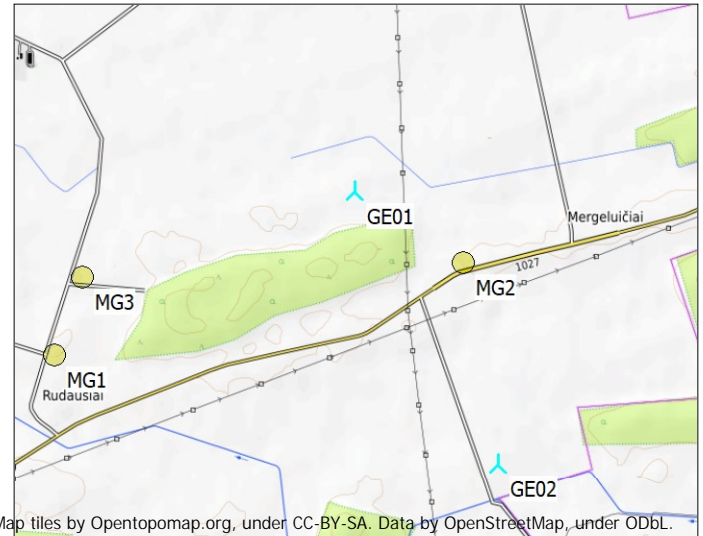 GE01
Mergeluičiai
1027
MG2
MG3
MG1
Rudausiai
GE02
Map tiles by Opentopomap.org, under CC-BY-SA. Data by OpenStreetMap, under ODbL.